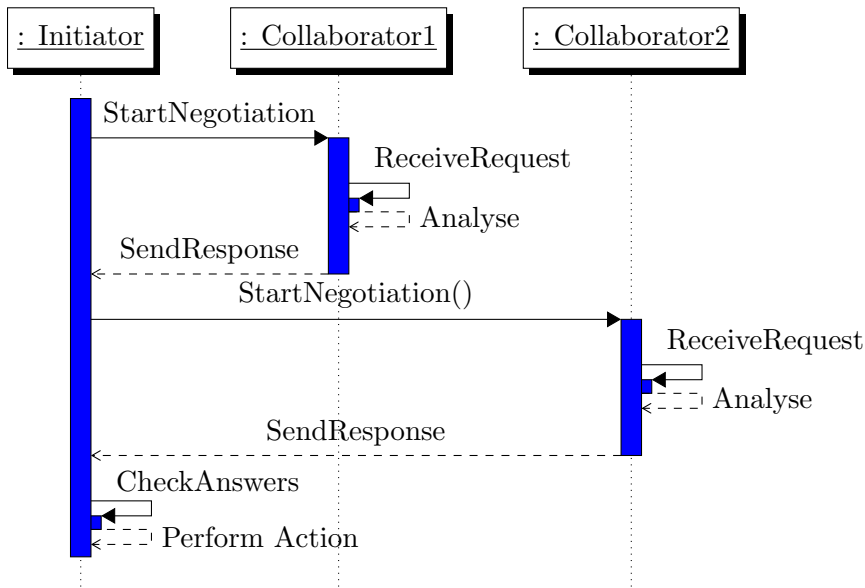 : Initiator
: Collaborator1
: Collaborator2
StartNegotiation
ReceiveRequest
Analyse
SendResponse
StartNegotiation()
ReceiveRequest
Analyse
SendResponse
CheckAnswers
Perform Action